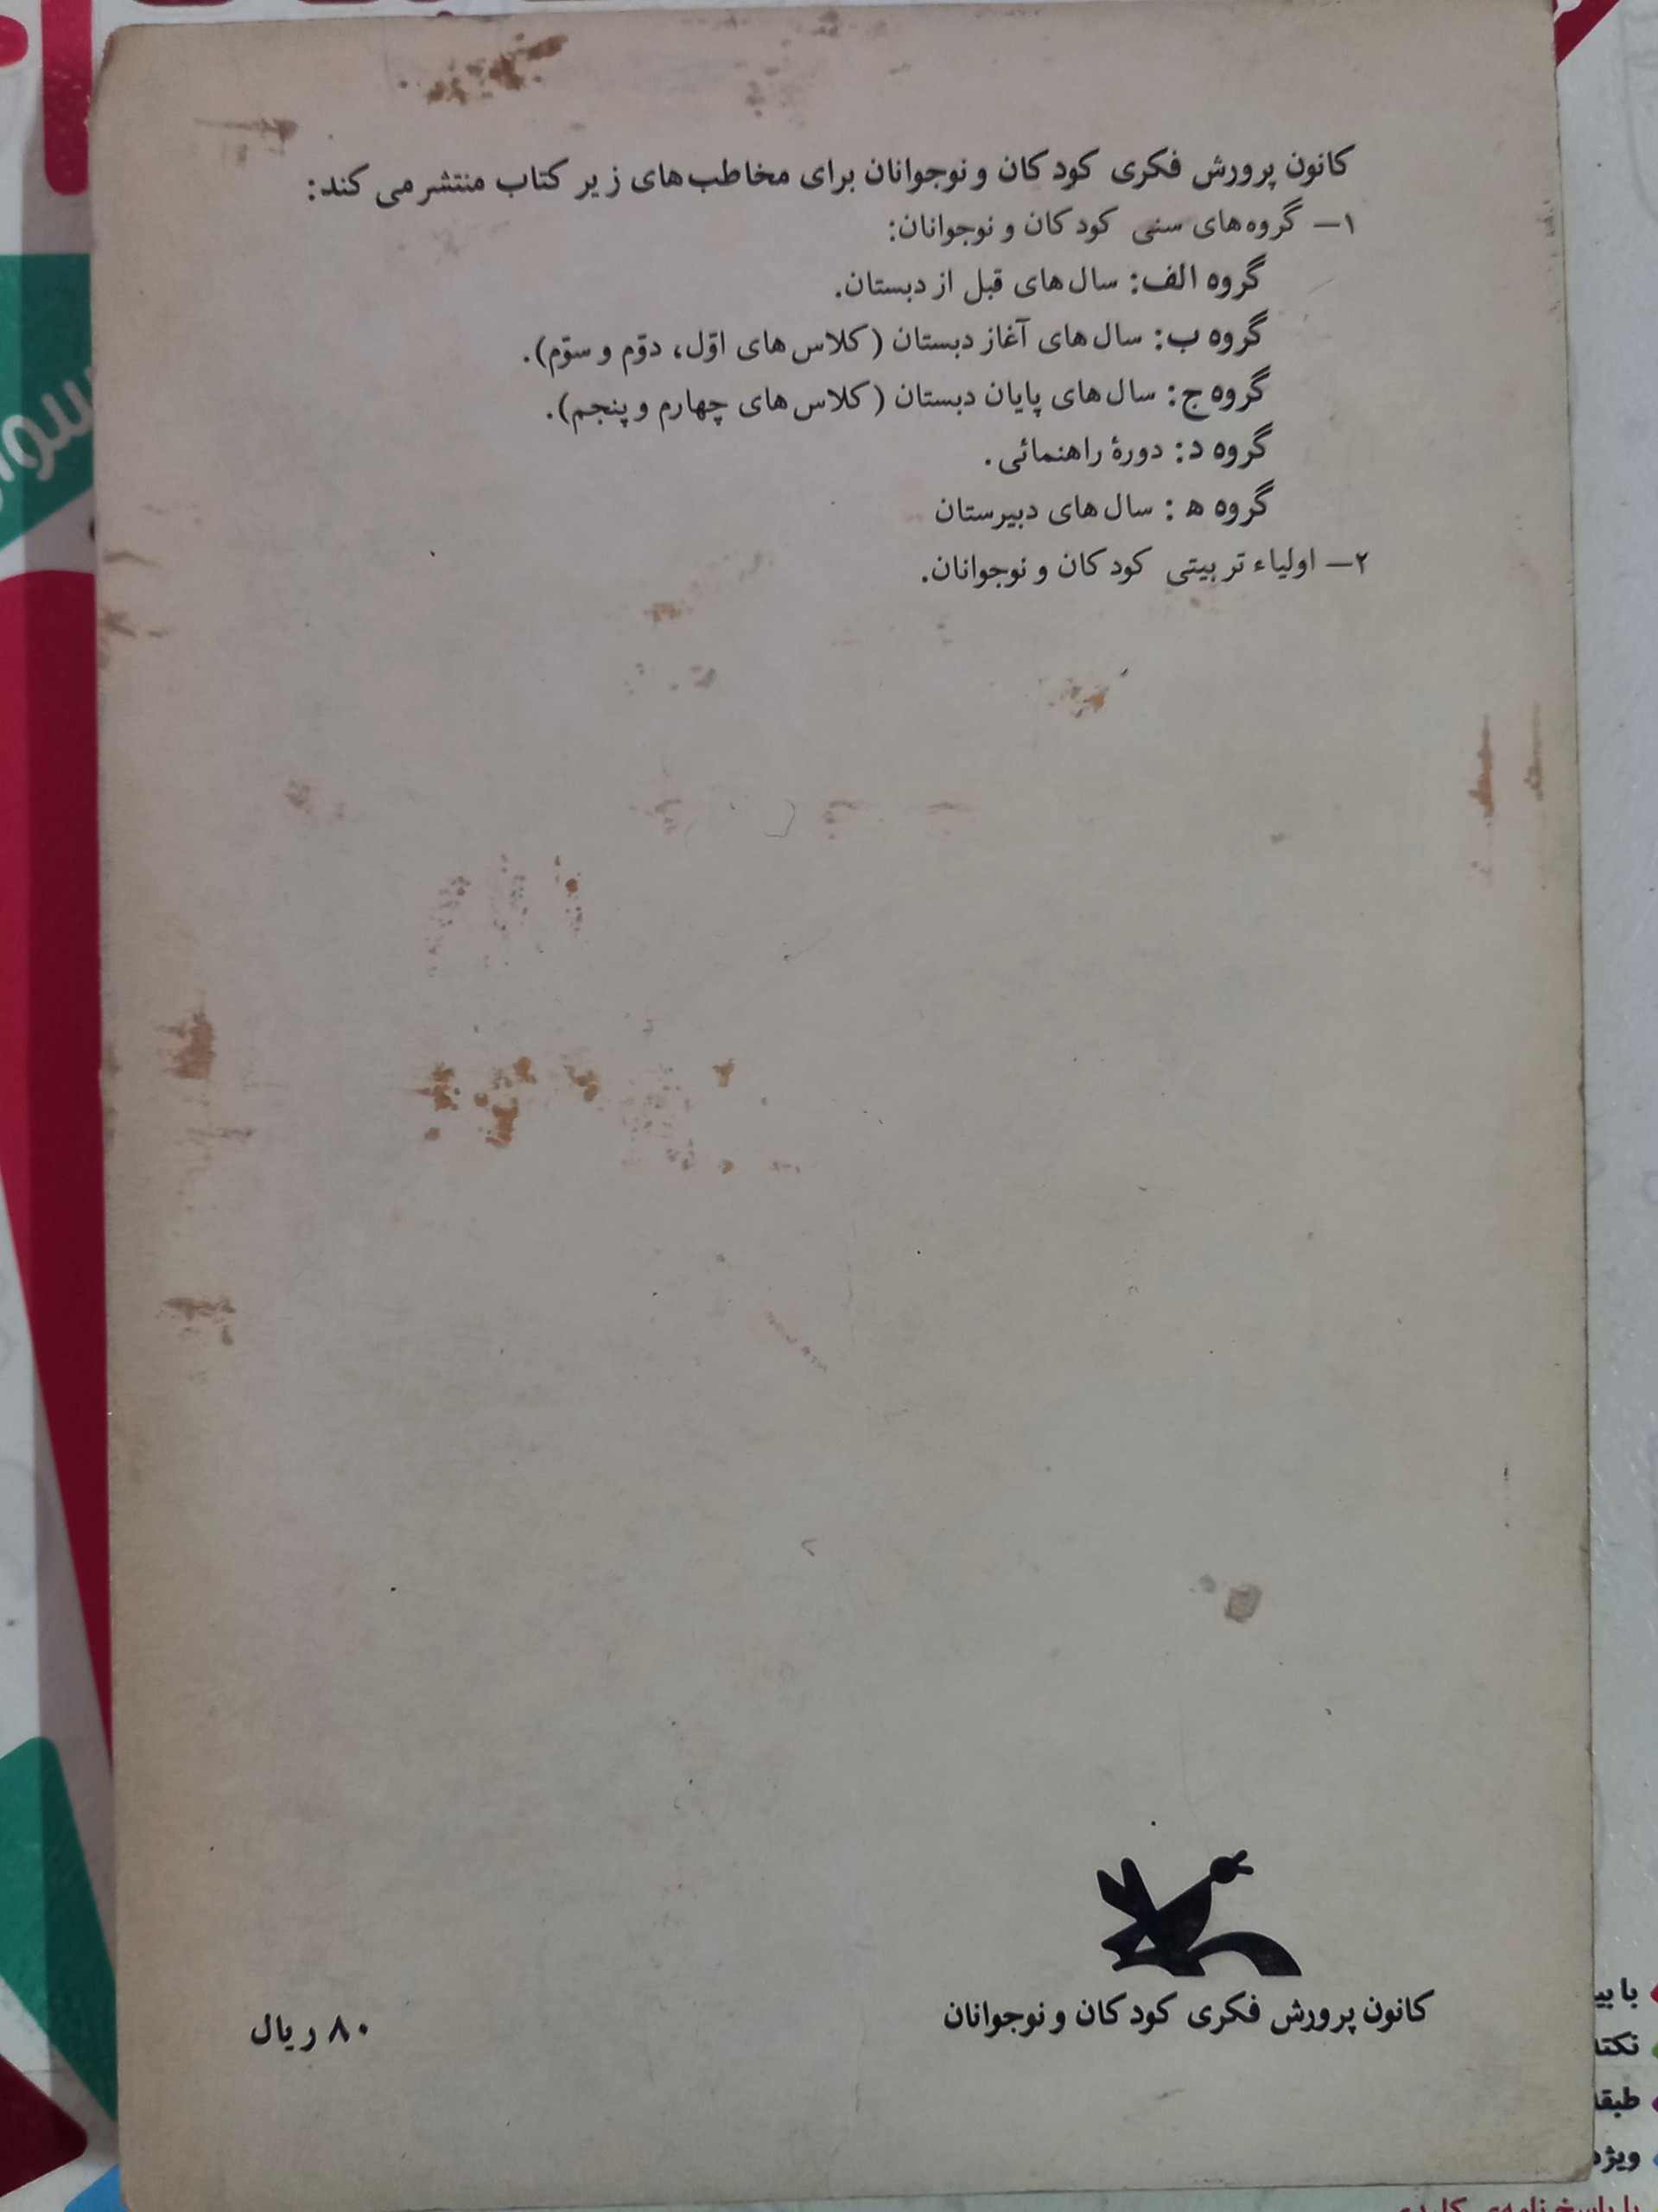 کانون پرورش فکری کودکان و نوجوانان برای مخاطب‌های زیر کتاب منتشر می‌کند:
۱– گروه‌های سنی کودکان و نوجوانان:
گروه الف: سال‌های قبل از دبستان.
گروه ب: سال‌های آغاز دبستان (کلاس‌های اوّل، دوّم و سوّم).
گروه ج: سال‌های پایان دبستان (کلاس‌های چهارم و پنجم).
گروه د: دورهٔ راهنمائی.
گروه ه: سال‌های دبیرستان
۲– اولیاء تربیتی کودکان و نوجوانان.
کانون پرورش فکری کودکان و نوجوانان
۸۰ ریال